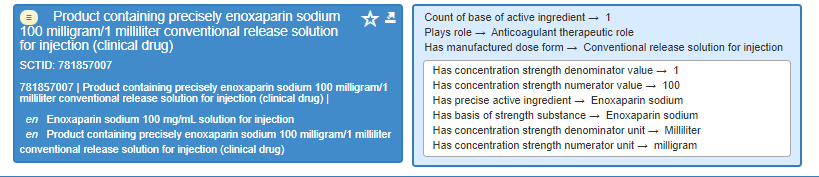 Product containing precisely enoxaparin sodium
100 milligram/1 milliliter conventional release solution
for injection (clinical drug)
SCTID: 781857007
781857007 | Product containing precisely enoxaparin sodium 100 milligram/1
milliliter conventional release solution for injection (clinical drug) |
en Enoxaparin sodium 100 mg/mL solution for injection
en Product containing precisely enoxaparin sodium 100 milligram/1 milliliter
conventional release solution for injection (clinical drug)
Count of base of active ingredient → 1
Plays role → Anticoagulant therapeutic role
Has manufactured dose form → Conventional release solution for injection
Has concentration strength denominator value → 1
Has concentration strength numerator value → 100
Has precise active ingredient → Enoxaparin sodium
Has basis of strength substance → Enoxaparin sodium
Has concentration strength denominator unit → Milliliter
Has concentration strength numerator unit → milligram